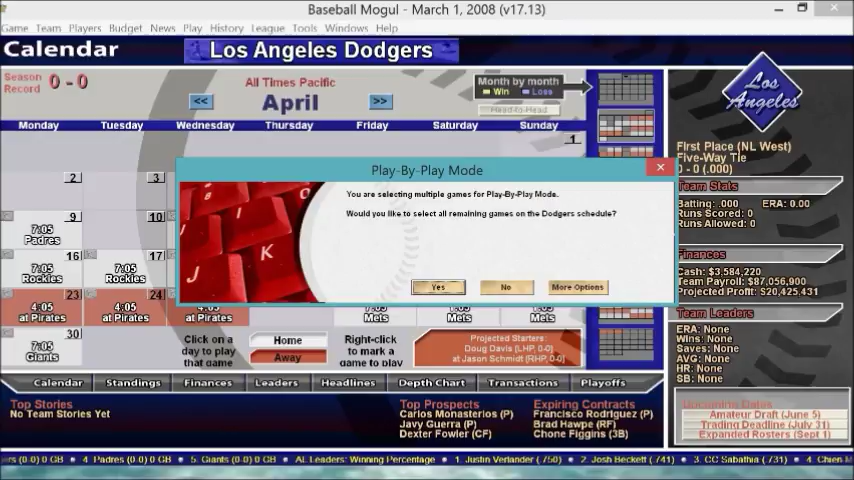 Baseball Mogul - March 1, 2008 (v17.13)
Game Team Players Budget News Play History League Tools Windows Help
Calendar
Los Angeles Dodgers
Season
Record
0 - 0
All Times Pacific
<< April >>
Month by month
Win Loss
Head-to-Head
Monday Tuesday Wednesday Thursday Friday Saturday Sunday
1
2 3
9 10
7:05
Padres
16 17
7:05
Rockies
7:05
Rockies
23 24
4:05
at Pirates
4:05
at Pirates
4:05
at Pirates
7:05
Mets
7:05
Mets
7:05
Mets
30
7:05
Giants
Play-By-Play Mode
You are selecting multiple games for Play-By-Play Mode.
Would you like to select all remaining games on the Dodgers schedule?
Yes No More Options
J K
Click on
a day to play
that game
Home
Away
Right-click
to mark a
game to play
Projected Starters:
Doug Davis (LHP, 0-0)
at Jason Schmidt (RHP, 0-0)
Los
Angeles
First Place (NL West)
Five-Way Tie
0 - 0 (.000)
Team Stats
Batting: .000 ERA: 0.00
Runs Scored: 0
Runs Allowed: 0
Finances
Cash: $3,584,220
Team Payroll: $87,056,900
Projected Profit: $20,425,431
Team Leaders
ERA: None
Wins: None
Saves: None
AVG: None
HR: None
SB: None
Upcoming Dates
Amateur Draft (June 5)
Trading Deadline (July 31)
Expanded Rosters (Sept 1)
Calendar Standings Finances Leaders Headlines Depth Chart Transactions Playoffs
Top Stories
No Team Stories Yet
Top Prospects
Carlos Monasterios (P)
Javy Guerra (P)
Dexter Fowler (CF)
Expiring Contracts
Francisco Rodriguez (P)
Brad Hawpe (RF)
Chone Figgins (3B)
ers (0-0) 0 GB • 4. Padres (0-0) 0 GB • 5. Giants (0-0) 0 GB • AL Leaders: Winning Percentage • 1. Justin Verlander (.750) • 2. Josh Beckett (.741) • 3. CC Sabathia (.731) • 4. Chien M